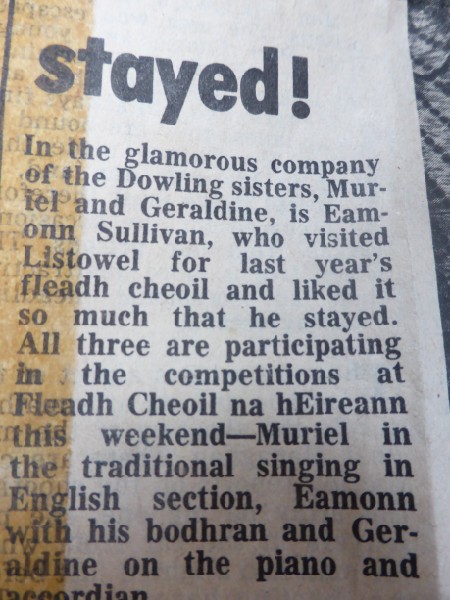 stayed!
In the glamorous company
of the Dowling sisters, Mur-
iel and Geraldine, is Eam-
onn Sullivan, who visited
Listowel for last year's
fleadh cheoil and liked it
so much that he stayed.
All three are participating
in the competitions at
Fleadh Cheoil na hEireann
this weekend—Muriel in
the traditional singing in
English section, Eamonn
with his bodhran and Ger-
aldine on the piano and
accordian